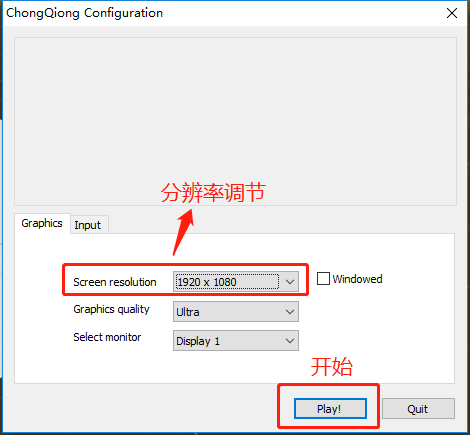 ChongQiong Configuration
分辨率调节
Graphics
Input
Screen resolution
1920 x 1080
Windowed
Graphics quality
Ultra
Select monitor
Display 1
开始
Play!
Quit